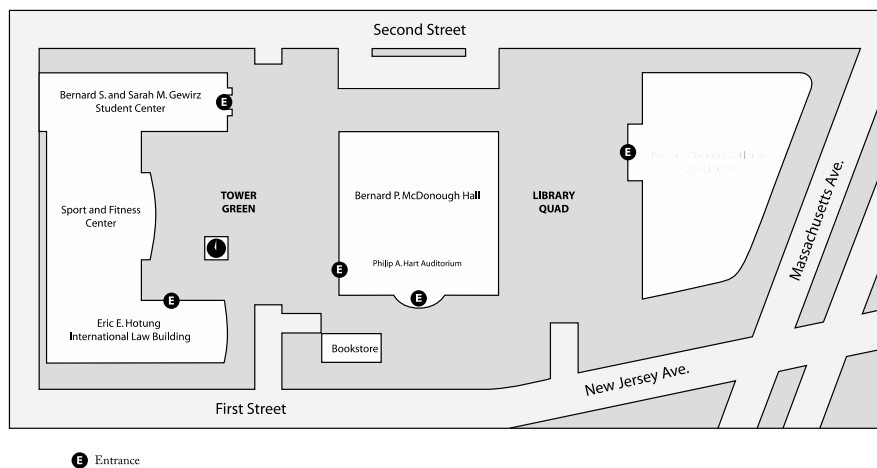 Second Street
Bernard S. and Sarah M. Gewirz
Student Center
E
E
TOWER
GREEN
Bernard P. McDonough Hall
LIBRARY
QUAD
Sport and Fitness
Center
Massachusetts Ave.
Philip A. Hart Auditorium
E
E
E
Eric E. Hotung
International Law Building
Bookstore
New Jersey Ave.
First Street
E Entrance